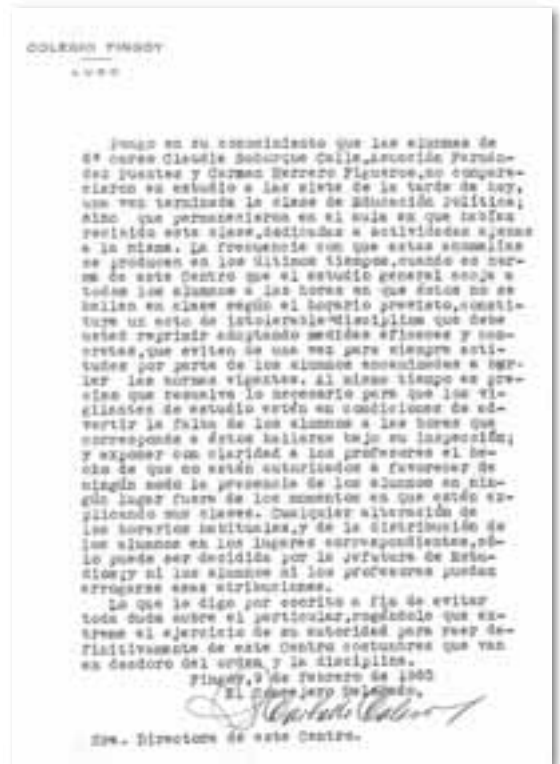 COLEGIO FINGOY
LUGO
Pongo en su conocimiento que las alumnas de
6º curso Claudia Calle, Asunción Fernán-
dez Puentes y Carmen Herrero Figueroa, no compare-
cieron en estudio a las siete de la tarde de hoy,
una vez terminada la clase de Educación Política;
sino que permanecieron en el aula en que habían
recibido esta clase, dedicadas a actividades ajenas
a la misma. La frecuencia con que estas anomalías
se producen en los últimos tiempos, cuando es nor-
ma de este Centro que el estudio general acoja a
todos los alumnos a las horas en que éstos no se
hallen en clase según el horario previsto, consti-
tuye un acto de intolerable indisciplina que debe
usted reprimir adoptando medidas eficaces y con-
cretas, que eviten de una vez para siempre acti-
tudes por parte de los alumnos encaminadas a bur-
lar las normas vigentes. Al mismo tiempo es pre-
ciso que resuelva lo necesario para que los vi-
gilantes de estudio estén en condiciones de ad-
vertir la falta de los alumnos a las horas que
corresponde a éstos hallarse bajo su inspección;
y exponer con claridad a los profesores el he-
cho de que no están autorizados a favorecer de
ningún modo la presencia de los alumnos en nin-
gún lugar fuera de los momentos en que estén ex-
plicando sus clases. Cualquier alteración de
los horarios habituales, y de la distribución de
los alumnos en los lugares correspondientes, só-
lo puede ser decidida por la Jefatura de Estu-
dios; y ni los alumnos ni los profesores pueden
arrogarse esas atribuciones.
Lo que le digo por escrito a fin de evitar
toda duda sobre el particular, rogándole que ex-
treme el ejercicio de su autoridad para raer de-
finitivamente de este Centro costumbres que van
en desdoro del orden y la disciplina.
Fingoy, 9 de febrero de 1965
El Consejero Delegado,
Carballo Calero
Sra. Directora de este Centro.